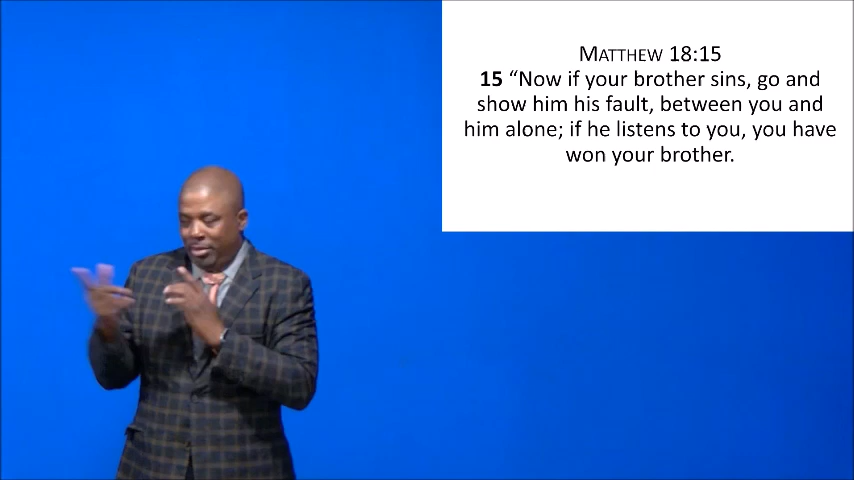 MATTHEW 18:15
15 “Now if your brother sins, go and
show him his fault, between you and
him alone; if he listens to you, you have
won your brother.